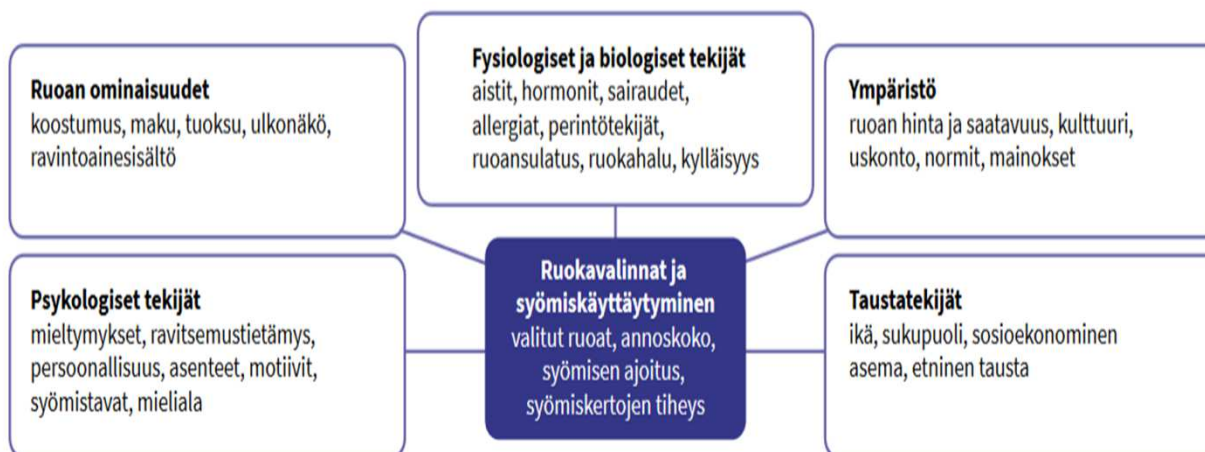 Ruoan ominaisuudet
koostumus, maku, tuoksu, ulkonäkö,
ravintoainesisältö
Fysiologiset ja biologiset tekijät
aistit, hormonit, sairaudet,
allergiat, perintötekijät,
ruoansulatus, ruokahalu, kylläisyys
Ympäristö
ruoan hinta ja saatavuus, kulttuuri,
uskonto, normit, mainokset
Psykologiset tekijät
mieltymykset, ravitsemustietämys,
persoonallisuus, asenteet, motiivit,
syömistavat, mieliala
Ruokavalinnat ja
syömiskäyttäytyminen
valitut ruoat, annoskoko,
syömisen ajoitus,
syömiskertojen tiheys
Taustatekijät
ikä, sukupuoli, sosioekonominen
asema, etninen tausta